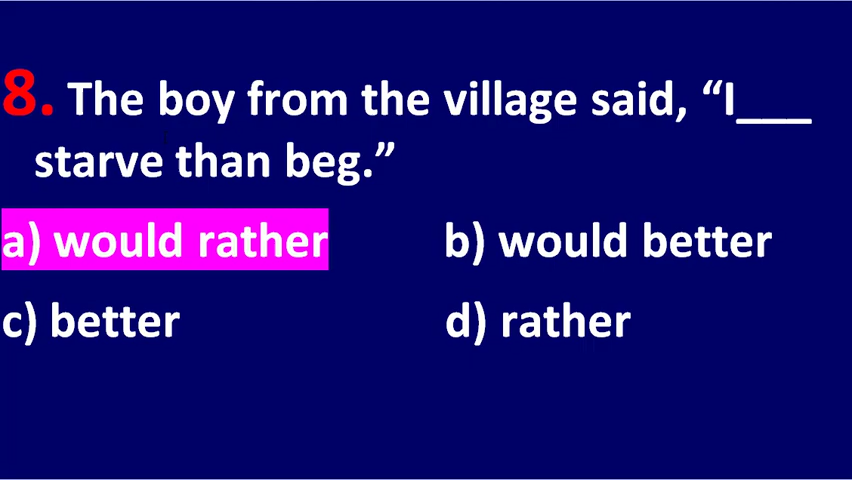 8. The boy from the village said, “I___
starve than beg.”
a) would rather b) would better
c) better d) rather